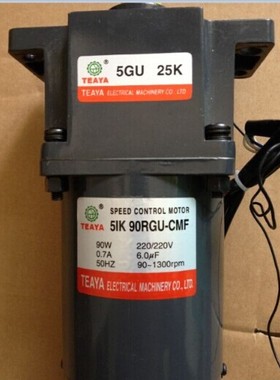 TEAYA
5GU 25K
TEAYA ELECTRICAL MACHINERY CO., LTD.
TEAYA
SPEED CONTROL MOTOR
5IK 90RGU-CMF
90W 220/220V
0.7A 6.0μF
50HZ 90-1300rpm
TEAYA ELECTRICAL MACHINERY CO., LTD.